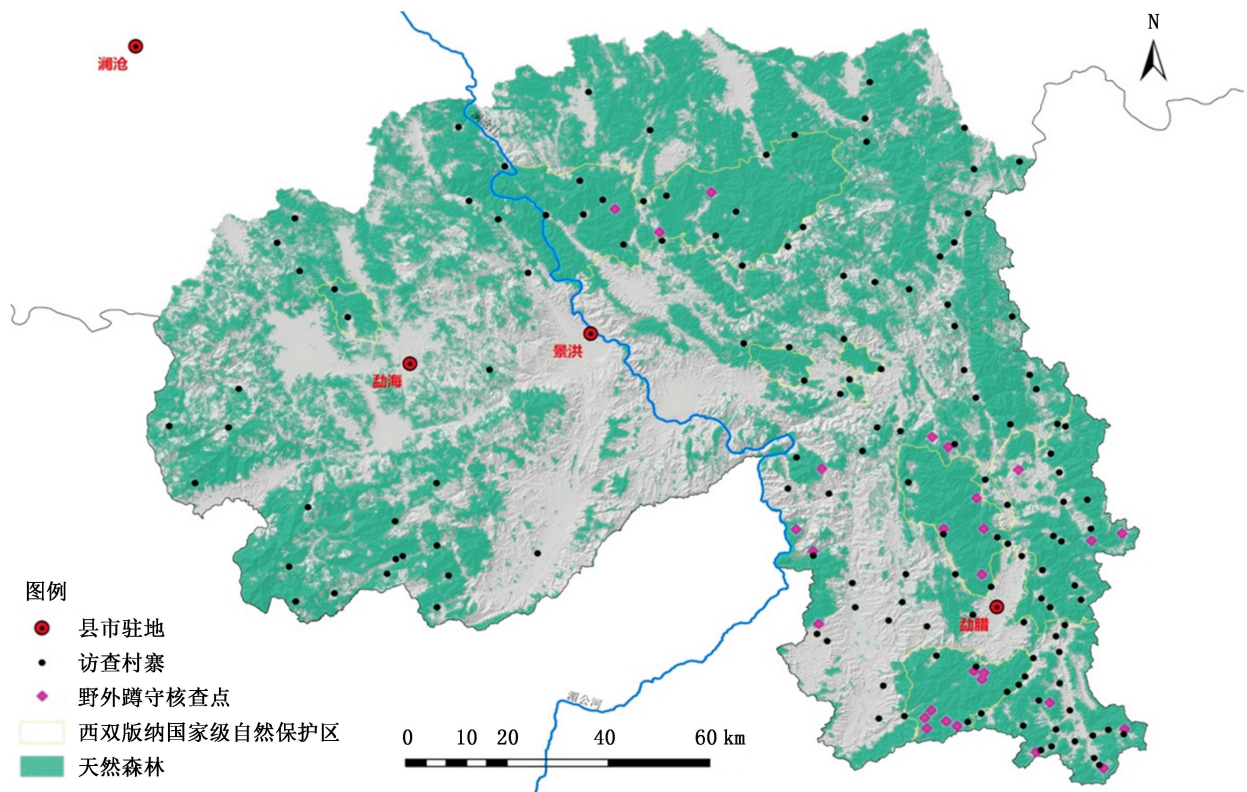 N
澜沧
景洪
勐海
勐腊
湄公河
图例
县市驻地
访查村寨
野外蹲守核查点
西双版纳国家级自然保护区
天然森林
0 10 20 40 60 km